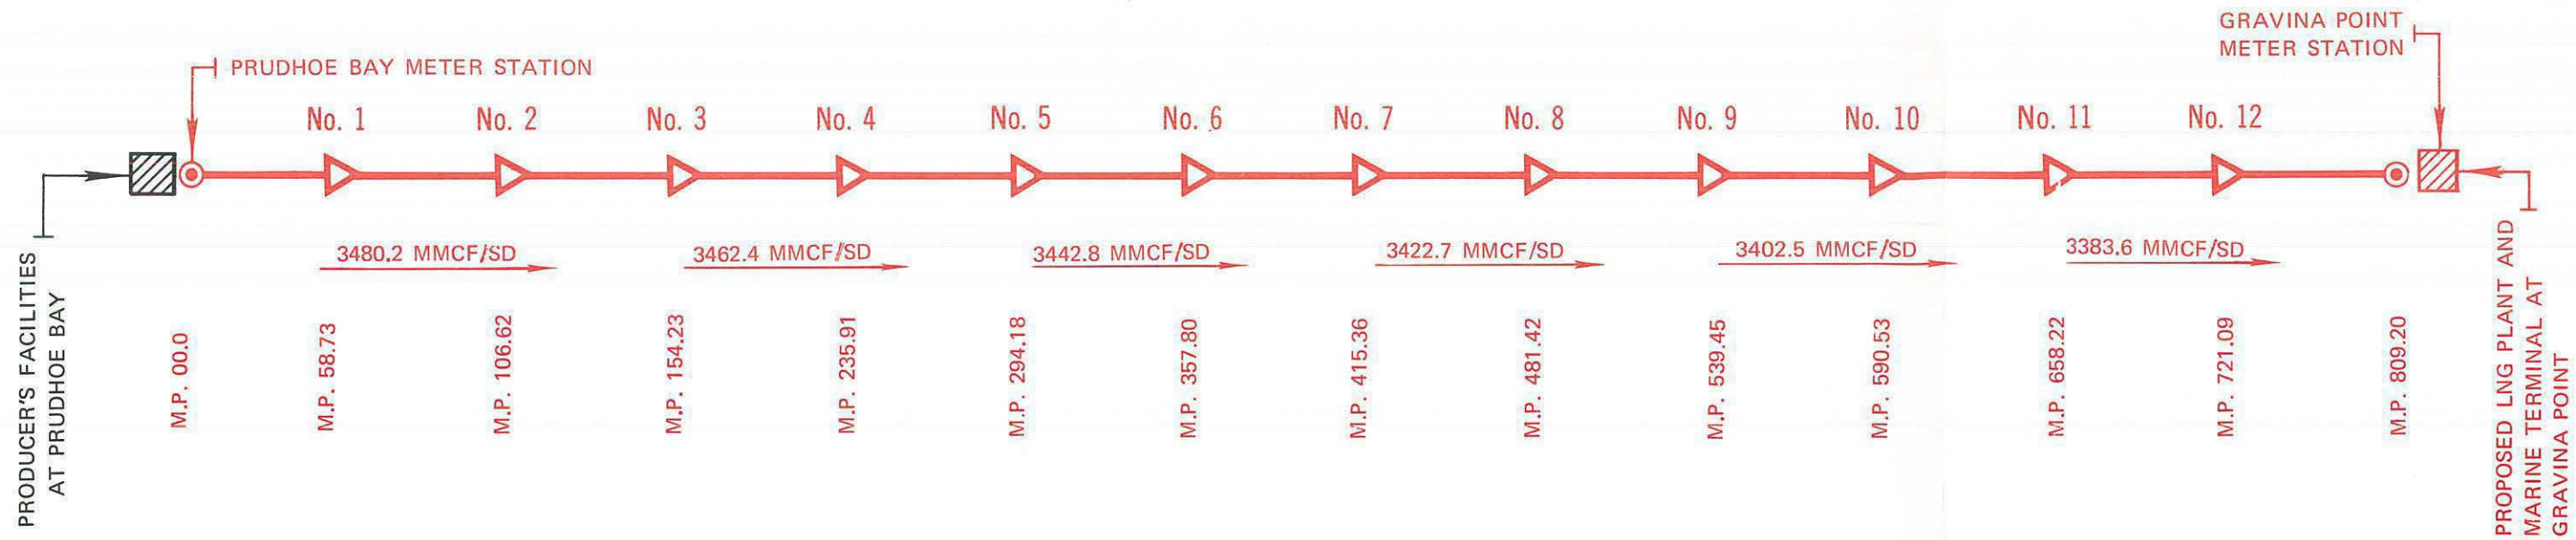 GRAVINA POINT
METER STATION
PRUDHOE BAY METER STATION
No. 1
No. 2
No. 3
No. 4
No. 5
No. 6
No. 7
No. 8
No. 9
No. 10
No. 11
No. 12
3480.2 MMCF/SD
3462.4 MMCF/SD
3442.8 MMCF/SD
3422.7 MMCF/SD
3402.5 MMCF/SD
3383.6 MMCF/SD
PRODUCER'S FACILITIES
AT PRUDHOE BAY
M.P. 00.0
M.P. 58.73
M.P. 106.62
M.P. 154.23
M.P. 235.91
M.P. 294.18
M.P. 357.80
M.P. 415.36
M.P. 481.42
M.P. 539.45
M.P. 590.53
M.P. 658.22
M.P. 721.09
M.P. 809.20
PROPOSED LNG PLANT AND
MARINE TERMINAL AT
GRAVINA POINT